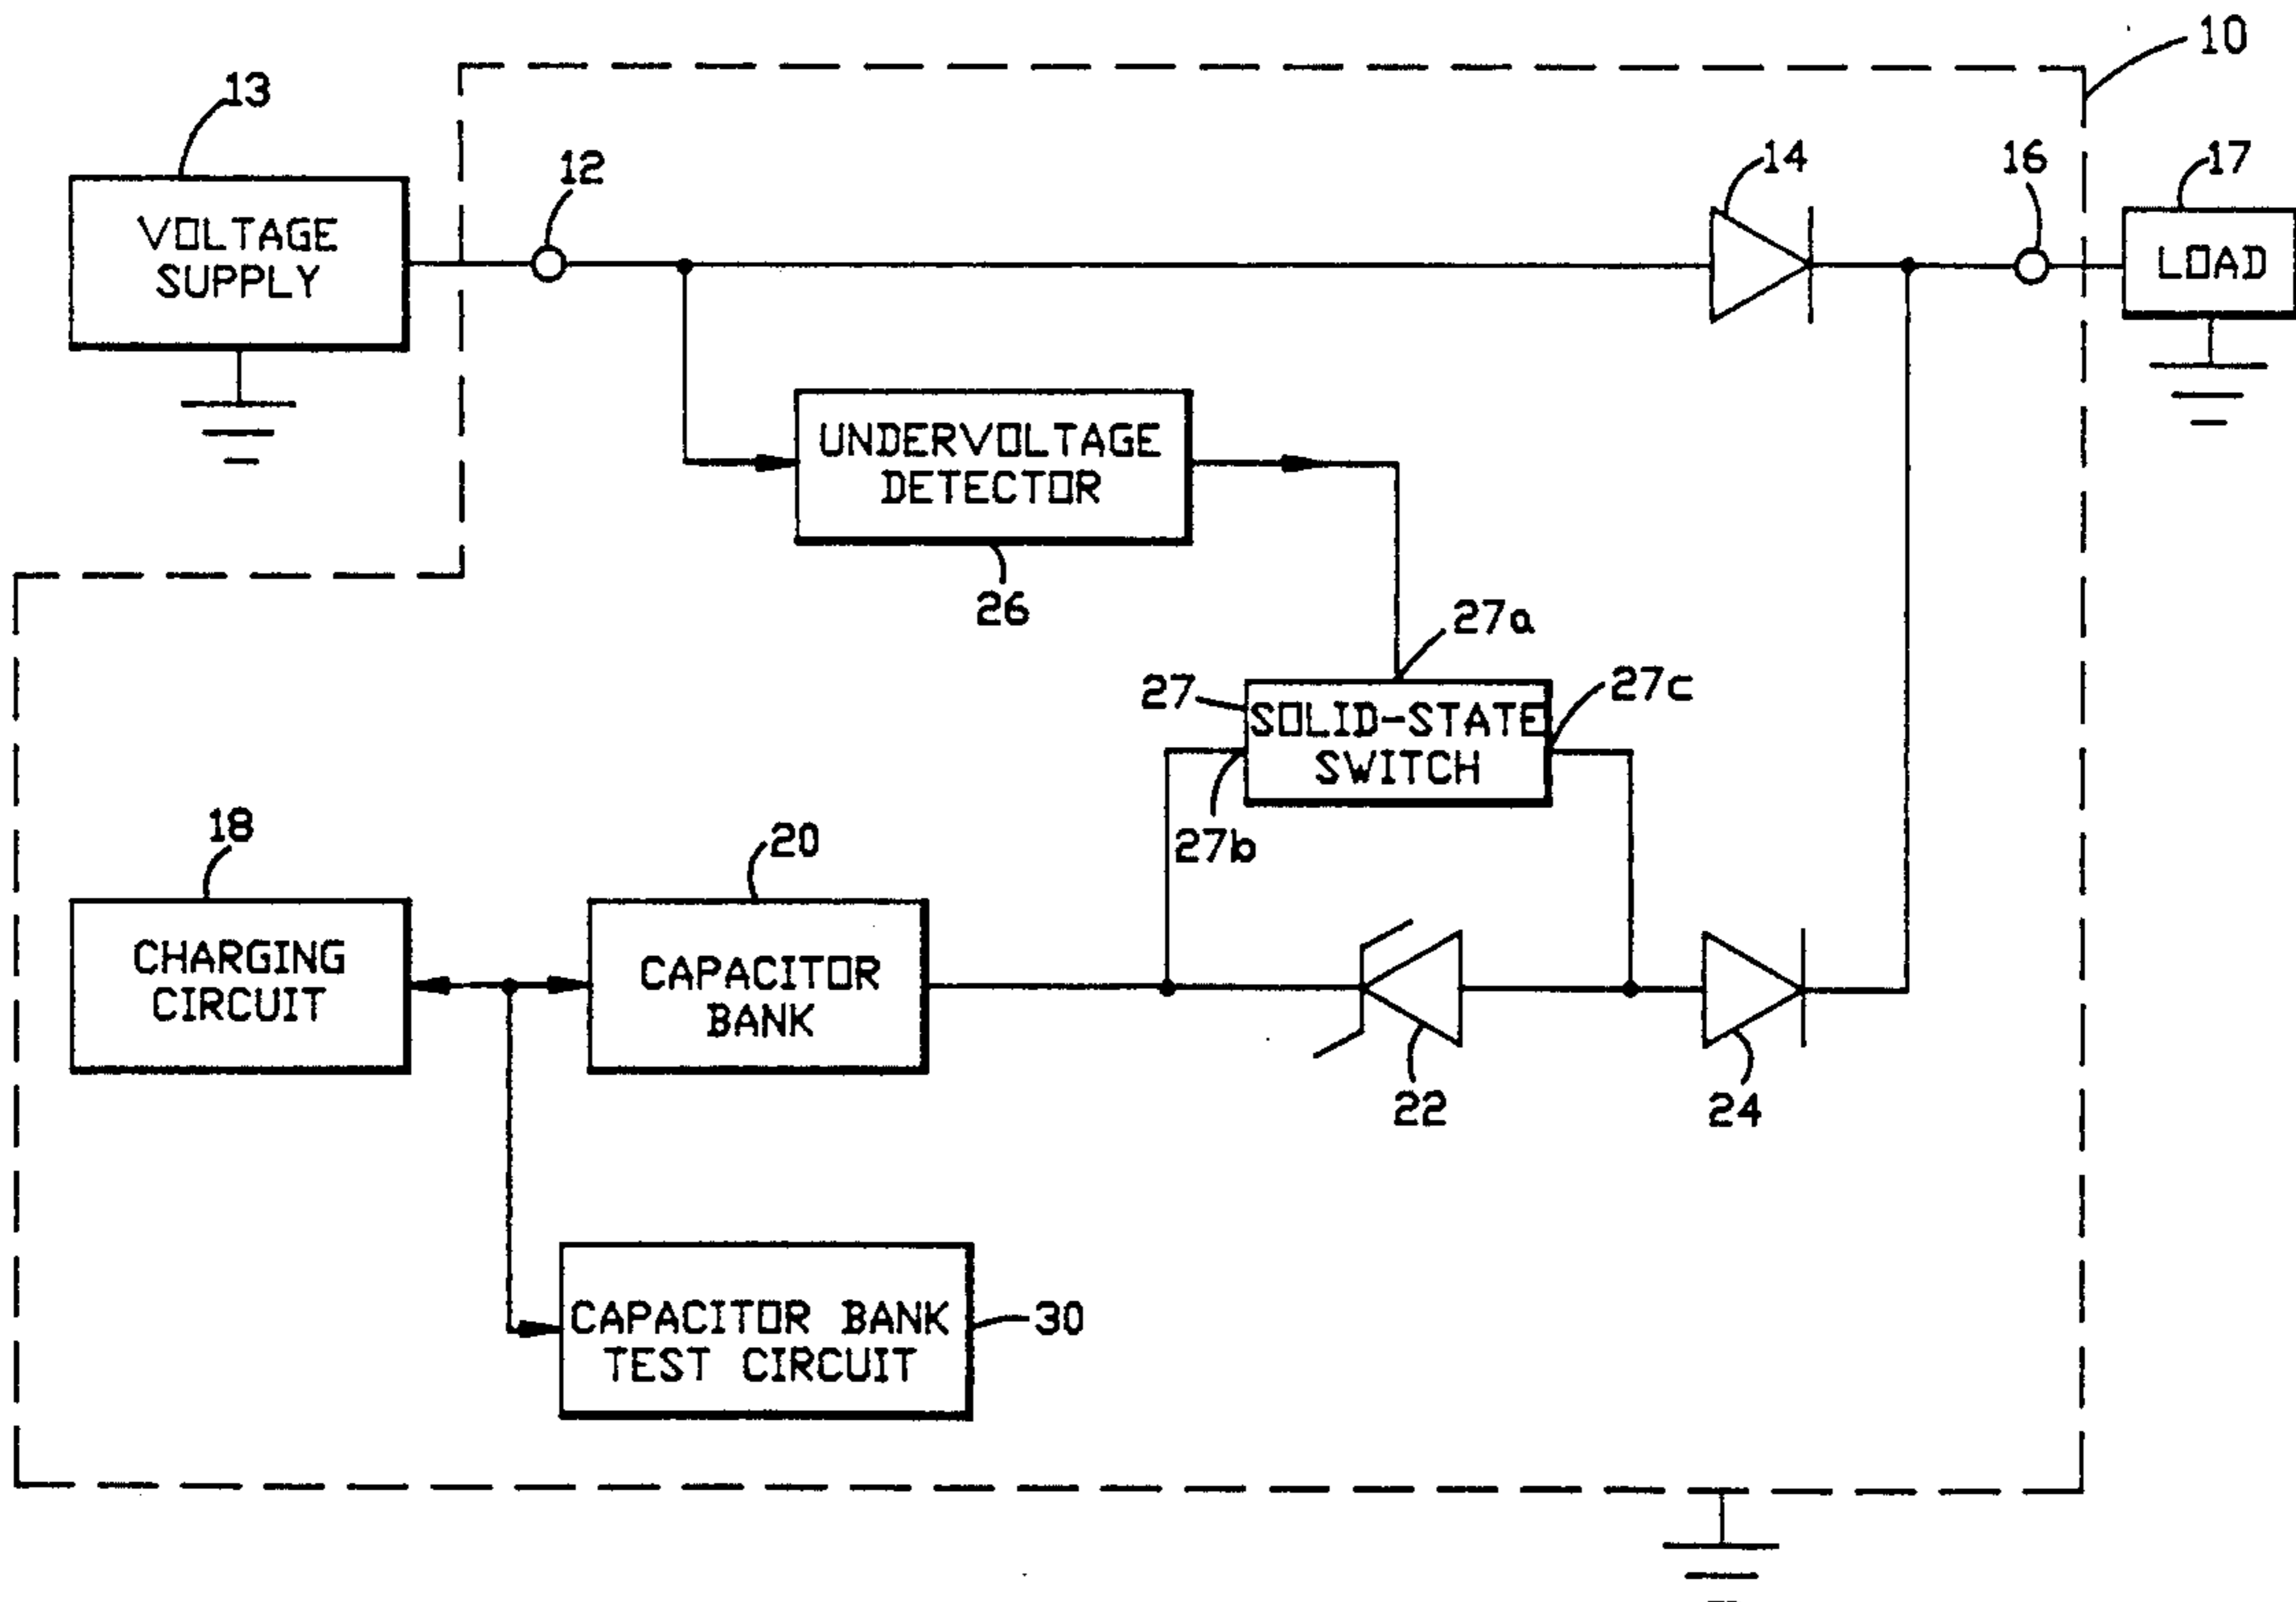 10
13
12
14
16
17
VOLTAGE
SUPPLY
LOAD
UNDERVOLTAGE
DETECTOR
26
27a
27
27c
SOLID-STATE
SWITCH
27b
18
20
CHARGING
CIRCUIT
CAPACITOR
BANK
22
24
CAPACITOR BANK
TEST CIRCUIT
30